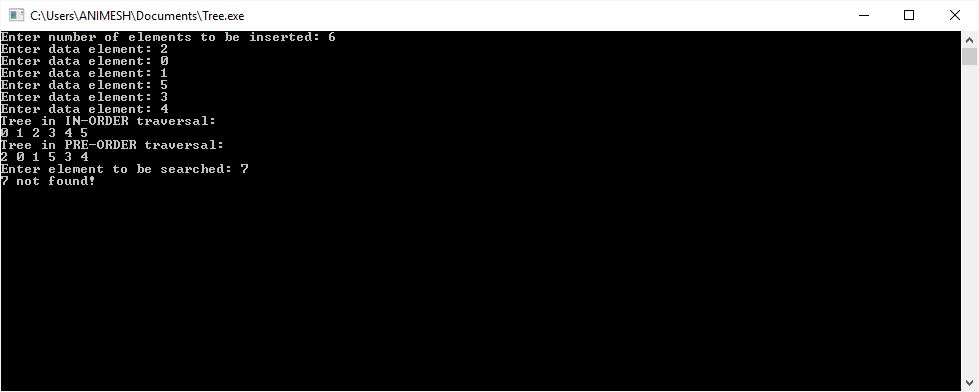 C:\Users\ANIMESH\Documents\Tree.exe
Enter number of elements to be inserted: 6
Enter data element: 2
Enter data element: 0
Enter data element: 1
Enter data element: 5
Enter data element: 3
Enter data element: 4
Tree in IN-ORDER traversal:
0 1 2 3 4 5
Tree in PRE-ORDER traversal:
2 0 1 5 3 4
Enter element to be searched: 7
7 not found!